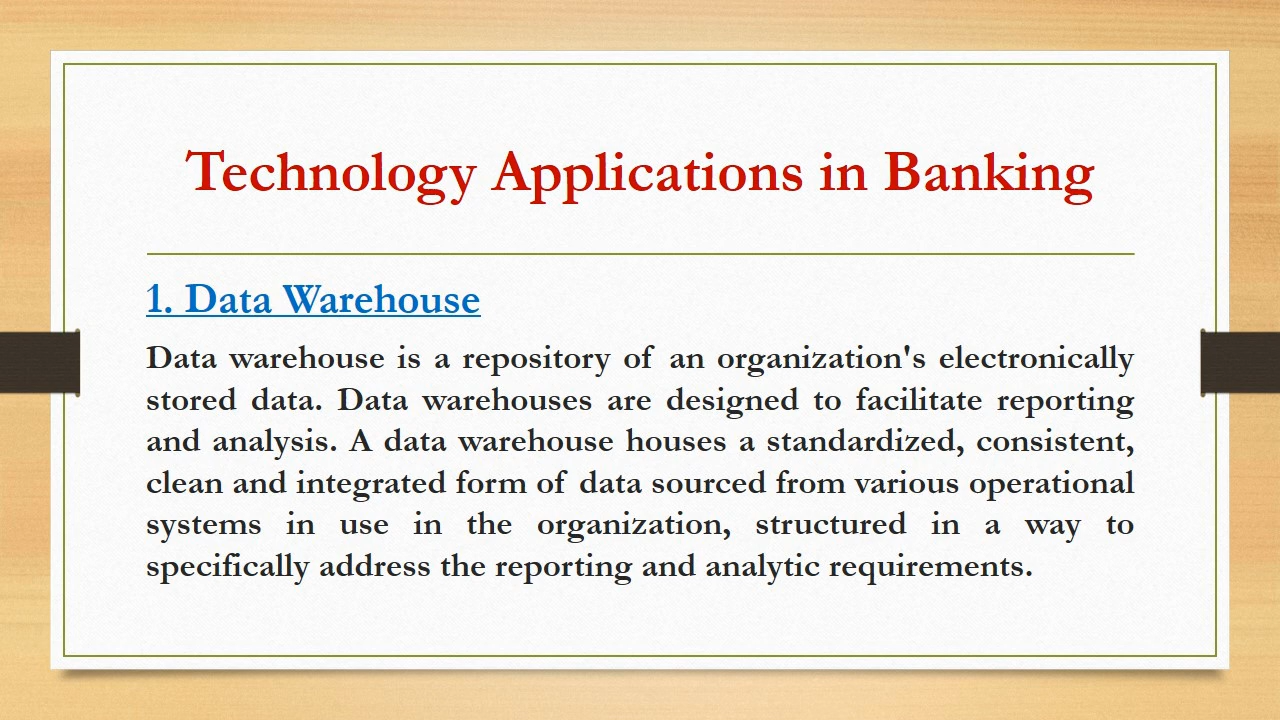 Technology Applications in Banking
1. Data Warehouse
Data warehouse is a repository of an organization's electronically
stored data. Data warehouses are designed to facilitate reporting
and analysis. A data warehouse houses a standardized, consistent,
clean and integrated form of data sourced from various operational
systems in use in the organization, structured in a way to
specifically address the reporting and analytic requirements.